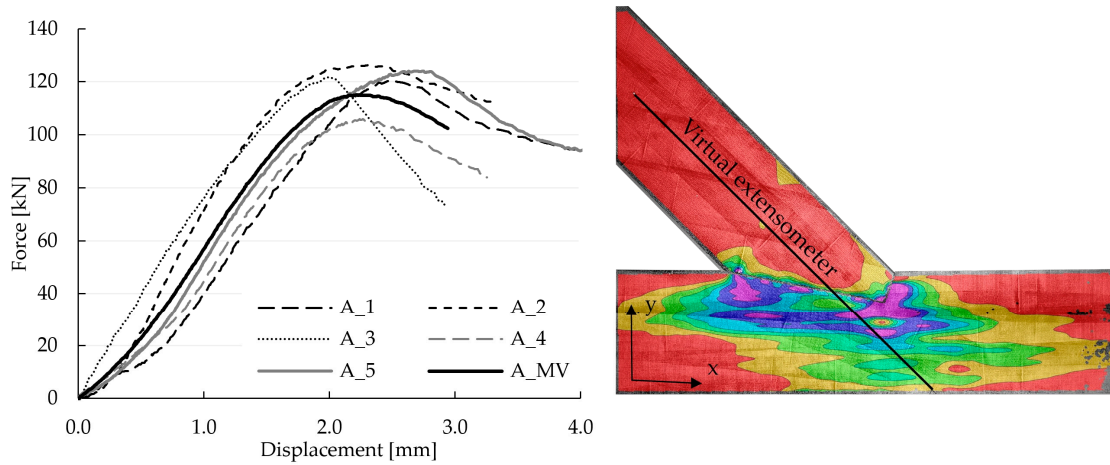 140
120
100
80
60
40
20
0
Force [kN]
0.0 1.0 2.0 3.0 4.0
Displacement [mm]
A_1 A_2
A_3 A_4
A_5 A_MV
Virtual extensometer
y
x